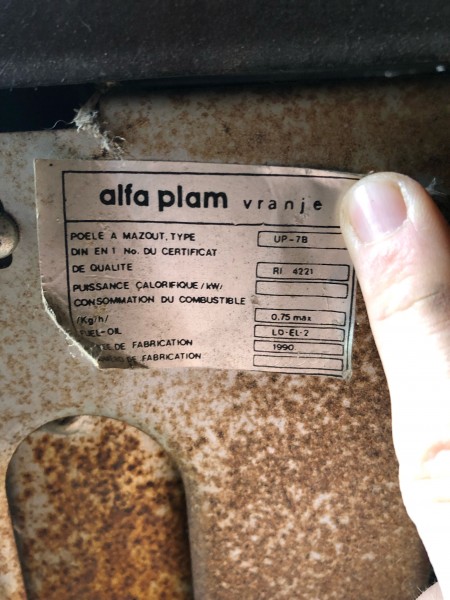 alfa plam vranje
POELE A MAZOUT, TYPE UP-7B
DIN EN 1 No. DU CERTIFICAT
DE QUALITE RI 4221
PUISSANCE ÇALORIFIQUE /kW/
CONSOMMATION DU COMBUSTIBLE
/Kg/h/ 0.75 max
FUEL-OIL LO-EL-2
DE FABRICATION 1990
DE FABRICATION